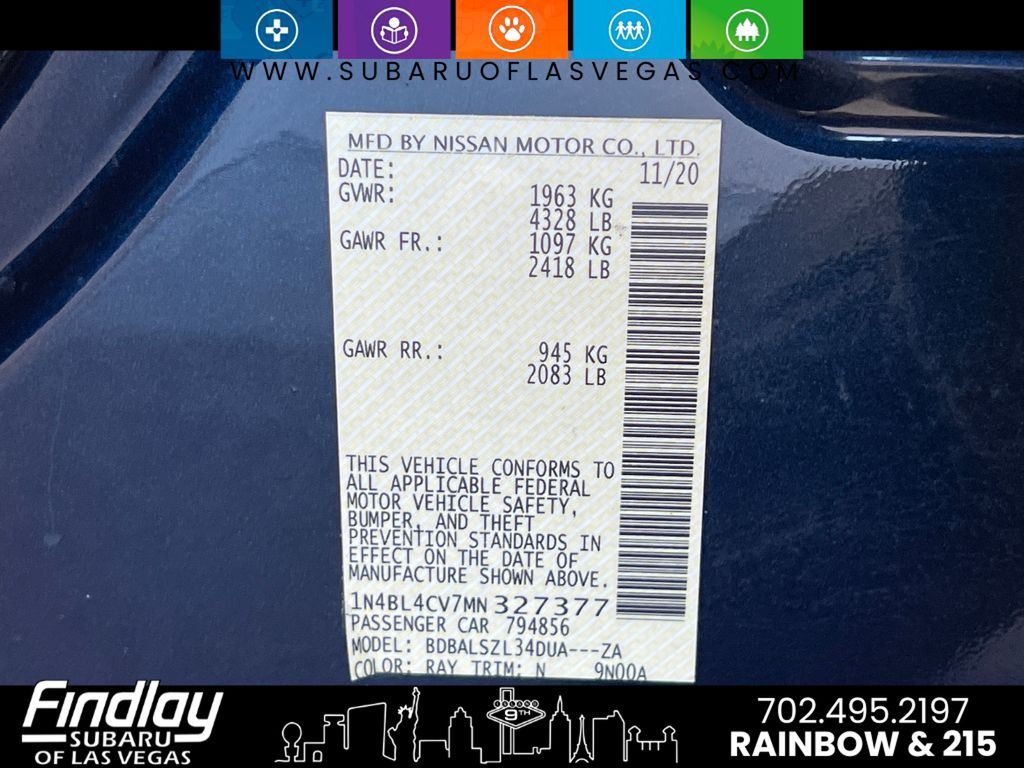 WWW.SUBARUOFLASVEGAS.COM
MFD BY NISSAN MOTOR CO., LTD.
DATE: 11/20
GVWR: 1963 KG
4328 LB
GAWR FR.: 1097 KG
2418 LB
GAWR RR.: 945 KG
2083 LB
THIS VEHICLE CONFORMS TO
ALL APPLICABLE FEDERAL
MOTOR VEHICLE SAFETY,
BUMPER, AND THEFT
PREVENTION STANDARDS IN
EFFECT ON THE DATE OF
MANUFACTURE SHOWN ABOVE.
1N4BL4CV7MN327377
PASSENGER CAR 794856
MODEL: BDBALSZL34DUA---ZA
COLOR: RAY TRIM: N 9N00A
Findlay
SUBARU
OF LAS VEGAS
9TH
702.495.2197
RAINBOW & 215